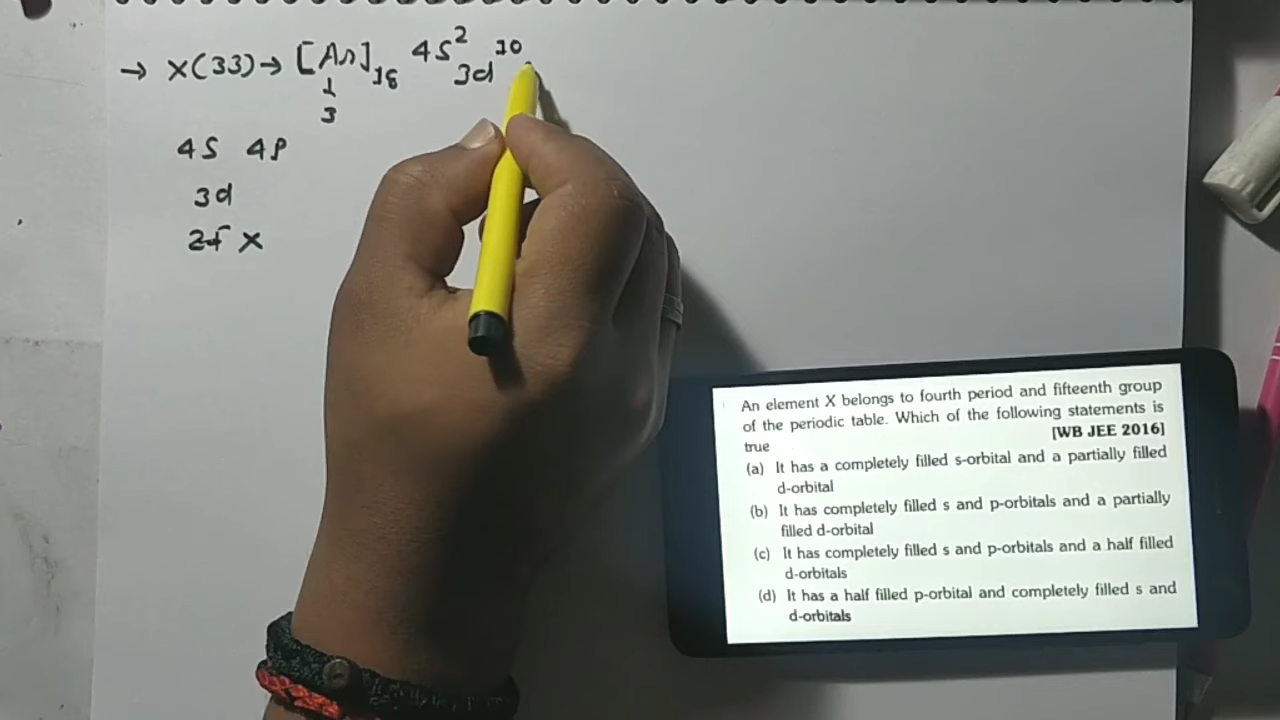 → X(33) → [Ar]₁₈ 4s² 3d¹⁰
↓
3
4s 4p
3d
2f ×
An element X belongs to fourth period and fifteenth group
of the periodic table. Which of the following statements is
true [WB JEE 2016]
(a) It has a completely filled s-orbital and a partially filled
d-orbital
(b) It has completely filled s and p-orbitals and a partially
filled d-orbital
(c) It has completely filled s and p-orbitals and a half filled
d-orbitals
(d) It has a half filled p-orbital and completely filled s and
d-orbitals